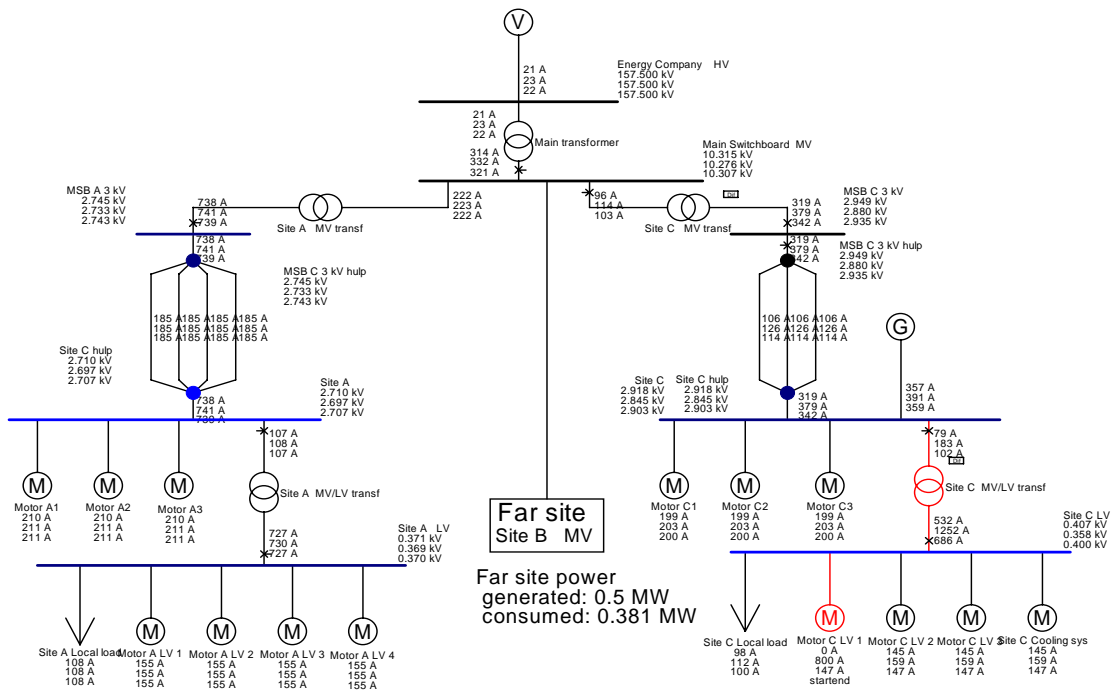 V
21 A
23 A
22 A
Energy Company HV
157.500 kV
157.500 kV
157.500 kV
21 A
23 A
22 A
Main transformer
314 A
332 A
321 A
Main Switchboard MV
10.315 kV
10.276 kV
10.307 kV
MSB A 3 kV
2.745 kV
2.733 kV
2.743 kV
738 A
741 A
739 A
Site A MV transf
222 A
223 A
222 A
96 A
114 A
103 A
Site C MV transf
319 A
379 A
342 A
MSB C 3 kV
2.949 kV
2.880 kV
2.935 kV
738 A
741 A
739 A
MSB C 3 kV hulp
2.745 kV
2.733 kV
2.743 kV
319 A
379 A
342 A
MSB C 3 kV hulp
2.949 kV
2.880 kV
2.935 kV
185 A 185 A 185 A 185 A
185 A 185 A 185 A 185 A
185 A 185 A 185 A 185 A
106 A 106 A 106 A
126 A 126 A 126 A
114 A 114 A 114 A
G
Site C hulp
2.710 kV
2.697 kV
2.707 kV
738 A
741 A
739 A
Site A
2.710 kV
2.697 kV
2.707 kV
Site C
2.918 kV
2.845 kV
2.903 kV
Site C hulp
2.918 kV
2.845 kV
2.903 kV
319 A
379 A
342 A
357 A
391 A
359 A
107 A
108 A
107 A
79 A
183 A
102 A
M
Motor A1
210 A
211 A
211 A
M
Motor A2
210 A
211 A
211 A
M
Motor A3
210 A
211 A
211 A
Site A MV/LV transf
M
Motor C1
199 A
203 A
200 A
M
Motor C2
199 A
203 A
200 A
M
Motor C3
199 A
203 A
200 A
Site C MV/LV transf
Far site
Site B MV
727 A
730 A
727 A
Site A LV
0.371 kV
0.369 kV
0.370 kV
532 A
1252 A
686 A
Site C LV
0.407 kV
0.358 kV
0.400 kV
Far site power
generated: 0.5 MW
consumed: 0.381 MW
Site A Local load
108 A
108 A
108 A
M
Motor A LV 1
155 A
155 A
155 A
M
Motor A LV 2
155 A
155 A
155 A
M
Motor A LV 3
155 A
155 A
155 A
M
Motor A LV 4
155 A
155 A
155 A
Site C Local load
98 A
112 A
100 A
M
Motor C LV 1
0 A
800 A
147 A
startend
M
Motor C LV 2
145 A
159 A
147 A
M
Motor C LV 3
145 A
159 A
147 A
M
Site C Cooling sys
145 A
159 A
147 A